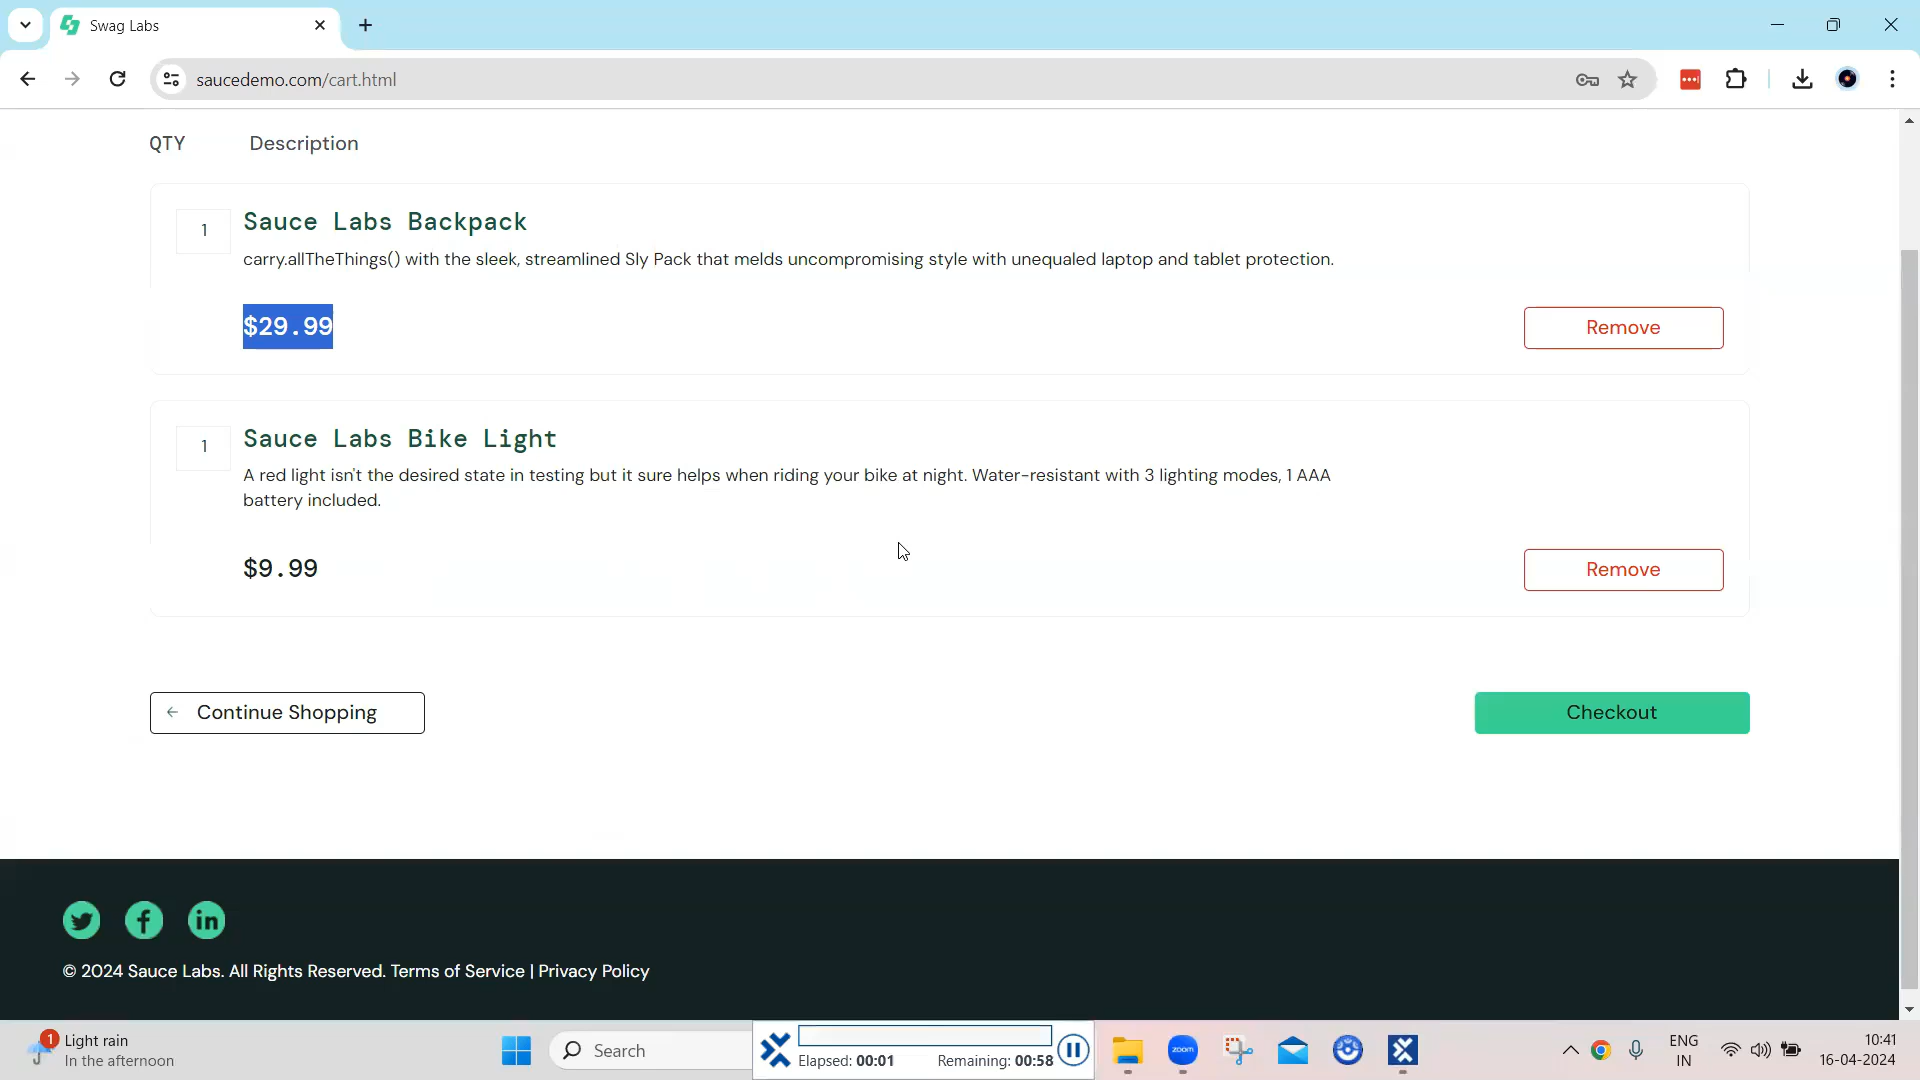 Swag Labs
saucedemo.com/cart.html
QTY Description
1 Sauce Labs Backpack
carry.allTheThings() with the sleek, streamlined Sly Pack that melds uncompromising style with unequaled laptop and tablet protection.
$29.99 Remove
1 Sauce Labs Bike Light
A red light isn't the desired state in testing but it sure helps when riding your bike at night. Water-resistant with 3 lighting modes, 1 AAA
battery included.
$9.99 Remove
Continue Shopping Checkout
© 2024 Sauce Labs. All Rights Reserved. Terms of Service | Privacy Policy
1 Light rain
In the afternoon
Search
Elapsed: 00:01 Remaining: 00:58
zoom
ENG
IN
10:41
16-04-2024